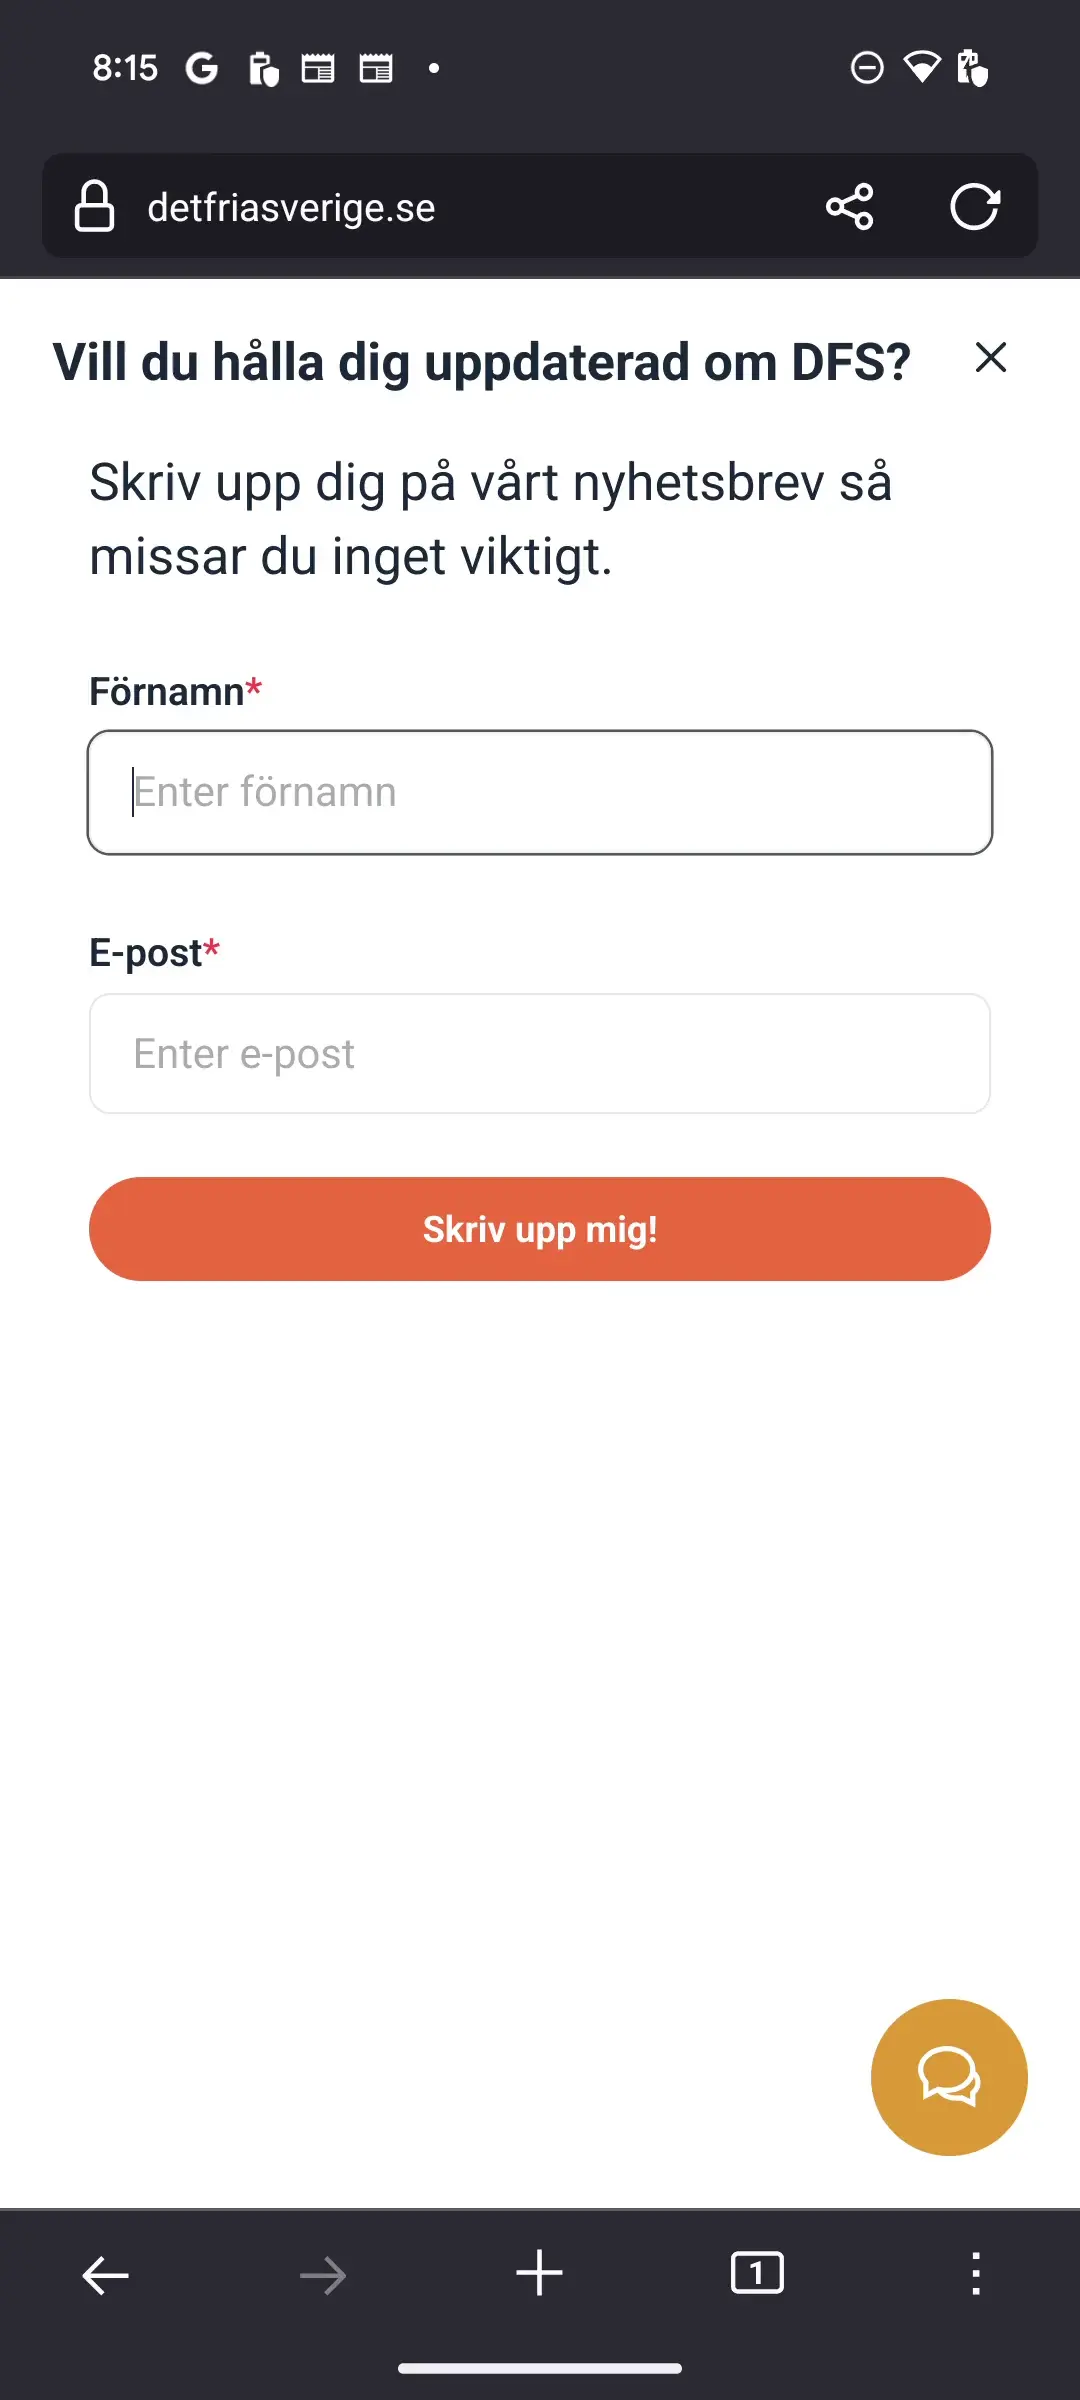 8:15
detfriasverige.se
Vill du hålla dig uppdaterad om DFS?
Skriv upp dig på vårt nyhetsbrev så
missar du inget viktigt.
Förnamn*
Enter förnamn
E-post*
Enter e-post
Skriv upp mig!
1